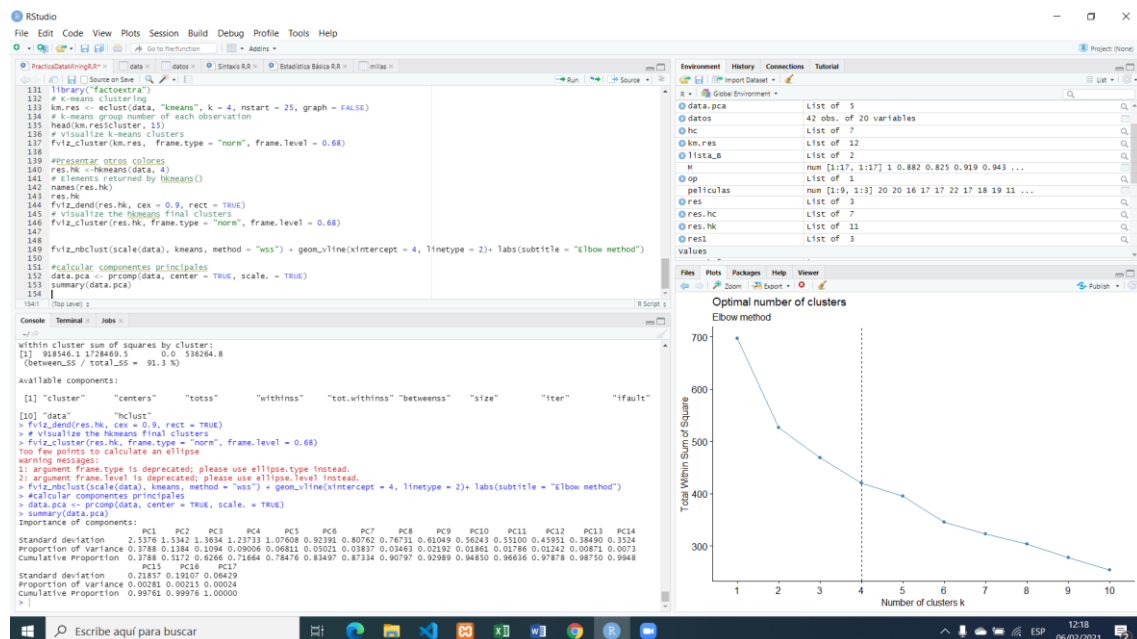 RStudio
File Edit Code View Plots Session Build Debug Profile Tools Help
Go to file/function Addins
Project: (None)
PracticaDataMiningR.R* data datos Sintaxis R.R Estadística Básica R.R millas
Source on Save Run Source
131 library("factoextra")
132 # K-means clustering
133 km.res <- eclust(data, "kmeans", k = 4, nstart = 25, graph = FALSE)
134 # k-means group number of each observation
135 head(km.res$cluster, 15)
136 # Visualize k-means clusters
137 fviz_cluster(km.res, frame.type = "norm", frame.level = 0.68)
138
139 #Presentar otros colores
140 res.hk <-hkmeans(data, 4)
141 # Elements returned by hkmeans()
142 names(res.hk)
143 res.hk
144 fviz_dend(res.hk, cex = 0.9, rect = TRUE)
145 # Visualize the hkmeans final clusters
146 fviz_cluster(res.hk, frame.type = "norm", frame.level = 0.68)
147
148
149 fviz_nbclust(scale(data), kmeans, method = "wss") + geom_vline(xintercept = 4, linetype = 2)+ labs(subtitle = "Elbow method")
150
151 #calcular componentes principales
152 data.pca <- prcomp(data, center = TRUE, scale. = TRUE)
153 summary(data.pca)
154
154:1 (Top Level) R Script
Console Terminal Jobs
~/
Within cluster sum of squares by cluster:
[1] 918546.1 1728469.5 0.0 536264.8
(between_SS / total_SS = 91.3 %)
Available components:
[1] "cluster" "centers" "totss" "withinss" "tot.withinss" "betweenss" "size" "iter" "ifault"
[10] "data" "hclust"
> fviz_dend(res.hk, cex = 0.9, rect = TRUE)
> # Visualize the hkmeans final clusters
> fviz_cluster(res.hk, frame.type = "norm", frame.level = 0.68)
Too few points to calculate an ellipse
Warning messages:
1: argument frame.type is deprecated; please use ellipse.type instead.
2: argument frame.level is deprecated; please use ellipse.level instead.
> fviz_nbclust(scale(data), kmeans, method = "wss") + geom_vline(xintercept = 4, linetype = 2)+ labs(subtitle = "Elbow method")
> #calcular componentes principales
> data.pca <- prcomp(data, center = TRUE, scale. = TRUE)
> summary(data.pca)
Importance of components:
PC1 PC2 PC3 PC4 PC5 PC6 PC7 PC8 PC9 PC10 PC11 PC12 PC13 PC14
Standard deviation 2.5376 1.5342 1.3634 1.23733 1.07608 0.92391 0.80762 0.76731 0.61049 0.56243 0.55100 0.45951 0.38490 0.3524
Proportion of Variance 0.3788 0.1384 0.1094 0.09006 0.06811 0.05021 0.03837 0.03463 0.02192 0.01861 0.01786 0.01242 0.00871 0.0073
Cumulative Proportion 0.3788 0.5172 0.6266 0.71664 0.78476 0.83497 0.87334 0.90797 0.92989 0.94850 0.96636 0.97878 0.98750 0.9948
PC15 PC16 PC17
Standard deviation 0.21857 0.19107 0.06429
Proportion of Variance 0.00281 0.00215 0.00024
Cumulative Proportion 0.99761 0.99976 1.00000
>
Environment History Connections Tutorial
Import Dataset List
R Global Environment
data.pca List of 5
datos 42 obs. of 20 variables
hc List of 7
km.res List of 12
lista_B List of 2
M num [1:17, 1:17] 1 0.882 0.825 0.919 0.943 ...
op List of 1
peliculas num [1:9, 1:3] 20 20 16 17 17 22 17 18 19 11 ...
res List of 3
res.hc List of 7
res.hk List of 11
res1 List of 3
Values
Files Plots Packages Help Viewer
Zoom Export Publish
Optimal number of clusters
Elbow method
700
600
500
400
300
Total Within Sum of Square
1 2 3 4 5 6 7 8 9 10
Number of clusters k
Escribe aquí para buscar
ESP
12:18
06/02/2021